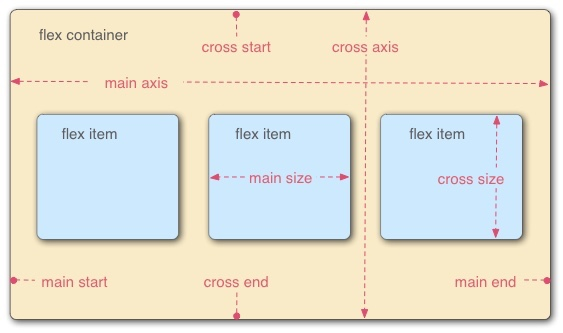 flex container
cross start
cross axis
main axis
flex item
flex item
flex item
main size
cross size
main start
cross end
main end